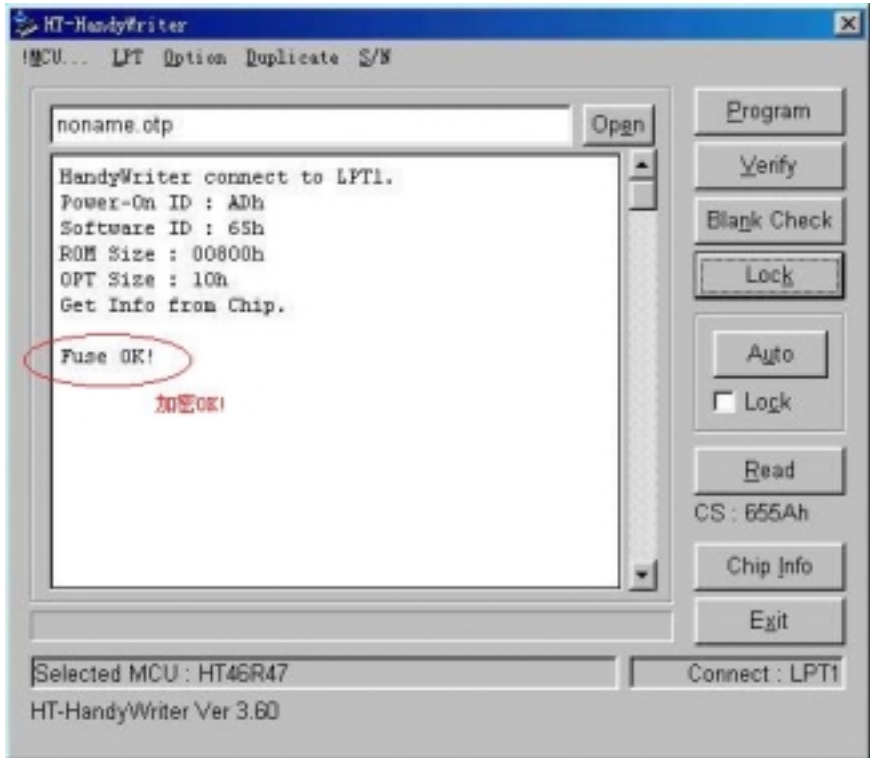 HT-HandyWriter
!MCU... LPT Option Duplicate S/N
noname.otp
Open
HandyWriter connect to LPT1.
Power-On ID : ADh
Software ID : 65h
ROM Size : 00800h
OPT Size : 10h
Get Info from Chip.
Fuse OK!
加密OK!
Program
Verify
Blank Check
Lock
Auto
Lock
Read
CS : 655Ah
Chip Info
Exit
Selected MCU : HT46R47
Connect : LPT1
HT-HandyWriter Ver 3.60